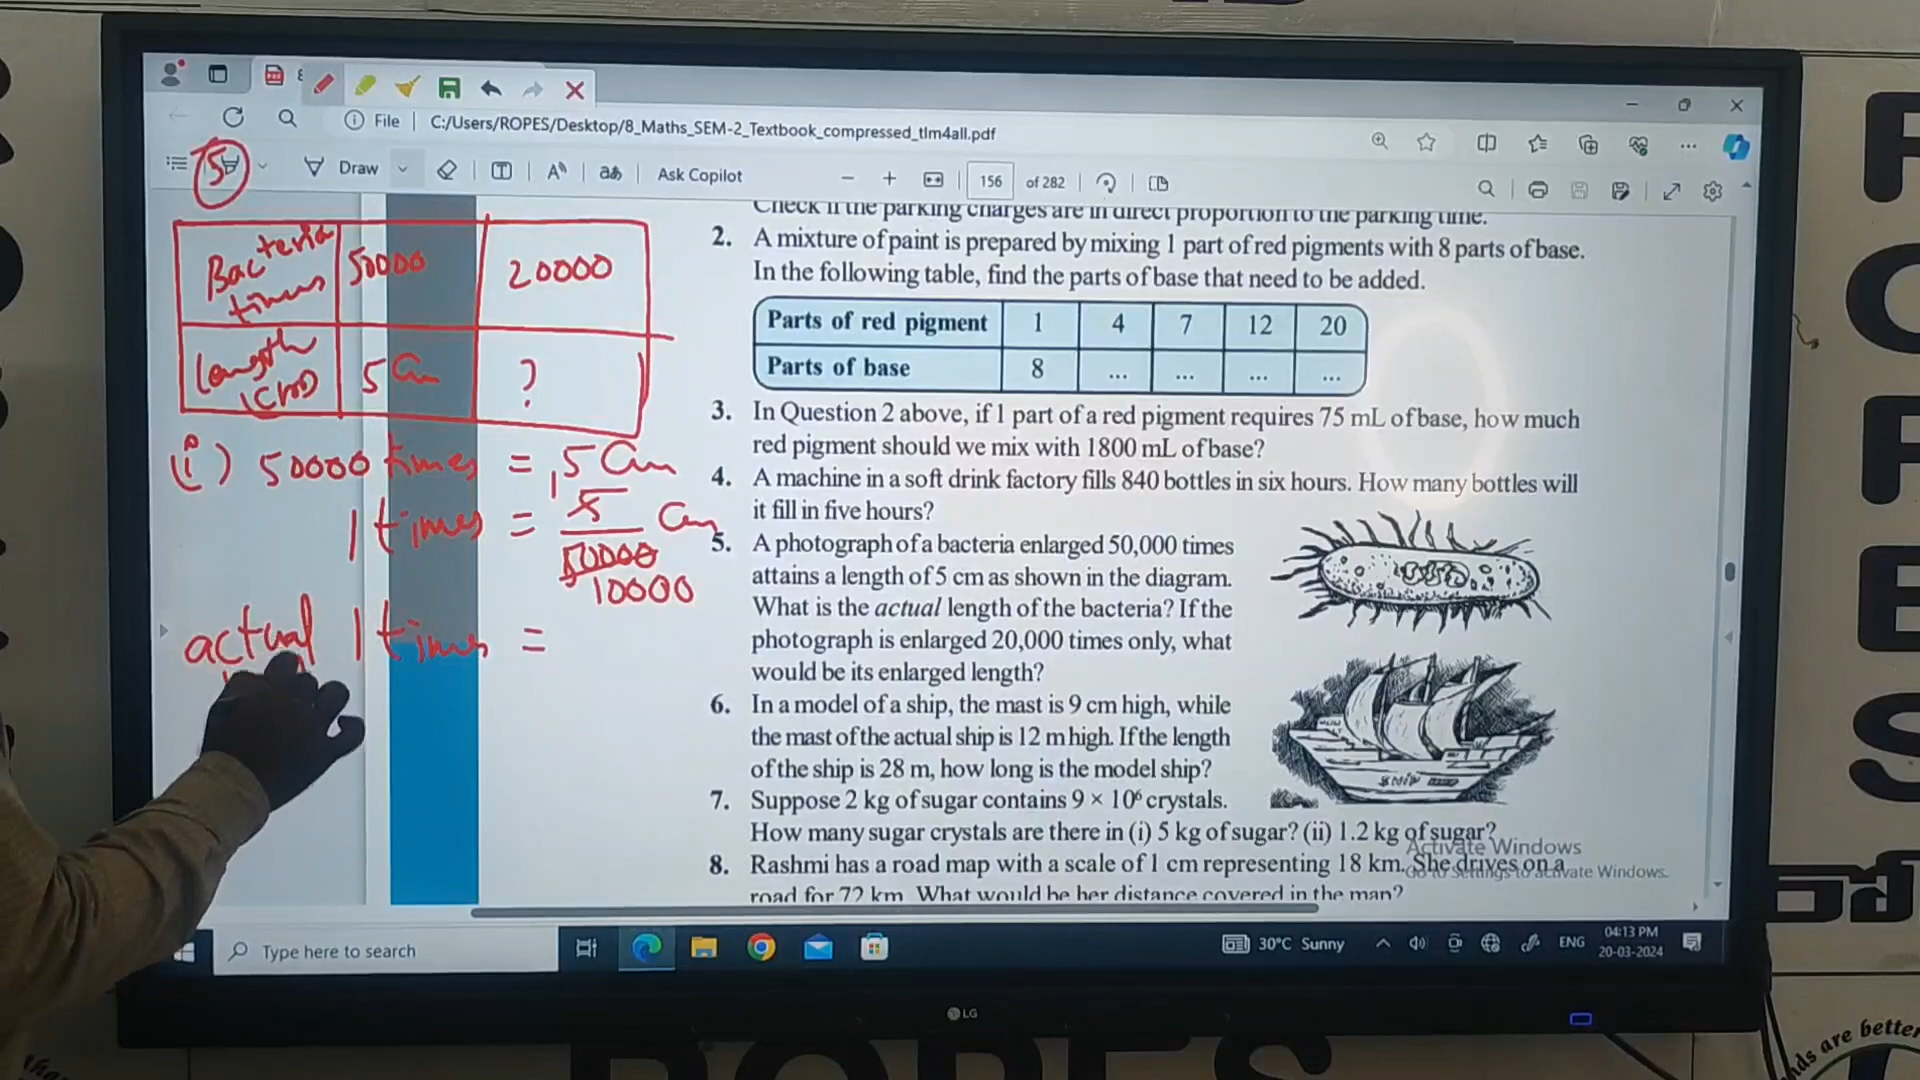 File | C:/Users/ROPES/Desktop/8_Maths_SEM-2_Textbook_compressed_tlm4all.pdf
Draw
Ask Copilot
156 of 282
5
Bacteria times 50000 20000
length (cm) 5 Cm ?
(i) 50000 times = 5 Cm
1 times = 5 Cm
50000
10000
actual 1 times =
Check if the parking charges are in direct proportion to the parking time.
2. A mixture of paint is prepared by mixing 1 part of red pigments with 8 parts of base.
In the following table, find the parts of base that need to be added.
Parts of red pigment 1 4 7 12 20
Parts of base 8 ... ... ... ...
3. In Question 2 above, if 1 part of a red pigment requires 75 mL of base, how much
red pigment should we mix with 1800 mL of base?
4. A machine in a soft drink factory fills 840 bottles in six hours. How many bottles will
it fill in five hours?
5. A photograph of a bacteria enlarged 50,000 times
attains a length of 5 cm as shown in the diagram.
What is the actual length of the bacteria? If the
photograph is enlarged 20,000 times only, what
would be its enlarged length?
6. In a model of a ship, the mast is 9 cm high, while
the mast of the actual ship is 12 m high. If the length
of the ship is 28 m, how long is the model ship?
7. Suppose 2 kg of sugar contains 9 × 10⁶ crystals.
How many sugar crystals are there in (i) 5 kg of sugar? (ii) 1.2 kg of sugar?
8. Rashmi has a road map with a scale of 1 cm representing 18 km. She drives on a
road for 72 km. What would be her distance covered in the map?
Activate Windows
Go to Settings to activate Windows.
Type here to search
30°C Sunny
ENG
04:13 PM
20-03-2024
LG
ROPES
nds are better